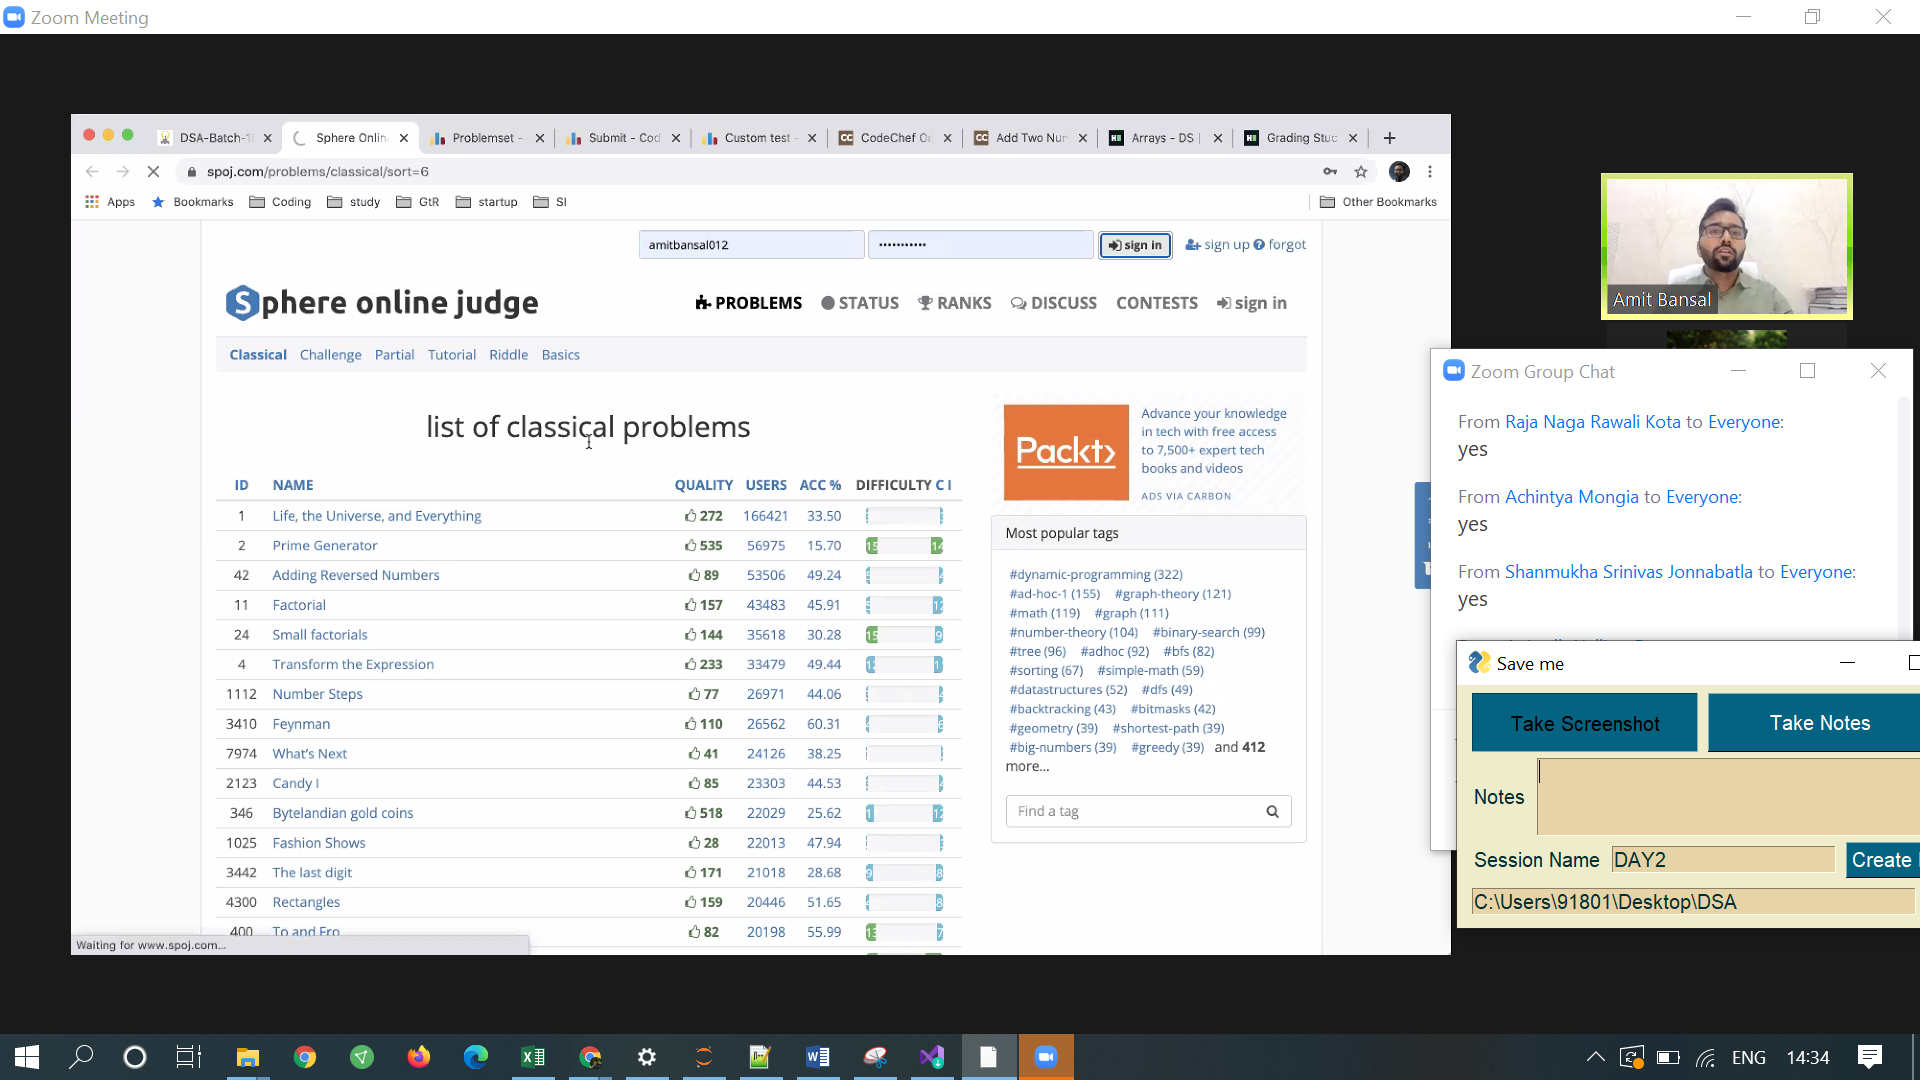 Zoom Meeting
DSA-Batch-1
Sphere Onlin
Problemset -
Submit - Cod
Custom test -
CodeChef O
Add Two Nu
Arrays - DS |
Grading Stuc
spoj.com/problems/classical/sort=6
Apps
Bookmarks
Coding
study
GtR
startup
SI
Other Bookmarks
amitbansal012
•••••••••••
sign in
sign up
forgot
Sphere online judge
PROBLEMS
STATUS
RANKS
DISCUSS
CONTESTS
sign in
Classical
Challenge
Partial
Tutorial
Riddle
Basics
list of classical problems
ID NAME QUALITY USERS ACC % DIFFICULTY C I
1 Life, the Universe, and Everything 272 166421 33.50
2 Prime Generator 535 56975 15.70 15 14
42 Adding Reversed Numbers 89 53506 49.24
11 Factorial 157 43483 45.91
24 Small factorials 144 35618 30.28 15 9
4 Transform the Expression 233 33479 49.44
1112 Number Steps 77 26971 44.06
3410 Feynman 110 26562 60.31
7974 What's Next 41 24126 38.25
2123 Candy I 85 23303 44.53
346 Bytelandian gold coins 518 22029 25.62
1025 Fashion Shows 28 22013 47.94
3442 The last digit 171 21018 28.68 9 8
4300 Rectangles 159 20446 51.65
400 To and Fro 82 20198 55.99 13 7
Waiting for www.spoj.com...
Packt>
Advance your knowledge
in tech with free access
to 7,500+ expert tech
books and videos
ADS VIA CARBON
Most popular tags
#dynamic-programming (322)
#ad-hoc-1 (155) #graph-theory (121)
#math (119) #graph (111)
#number-theory (104) #binary-search (99)
#tree (96) #adhoc (92) #bfs (82)
#sorting (67) #simple-math (59)
#datastructures (52) #dfs (49)
#backtracking (43) #bitmasks (42)
#geometry (39) #shortest-path (39)
#big-numbers (39) #greedy (39) and 412
more...
Find a tag
Amit Bansal
Zoom Group Chat
From Raja Naga Rawali Kota to Everyone:
yes
From Achintya Mongia to Everyone:
yes
From Shanmukha Srinivas Jonnabatla to Everyone:
yes
Save me
Take Screenshot
Take Notes
Notes
Session Name DAY2 Create
C:\Users\91801\Desktop\DSA
ENG
14:34